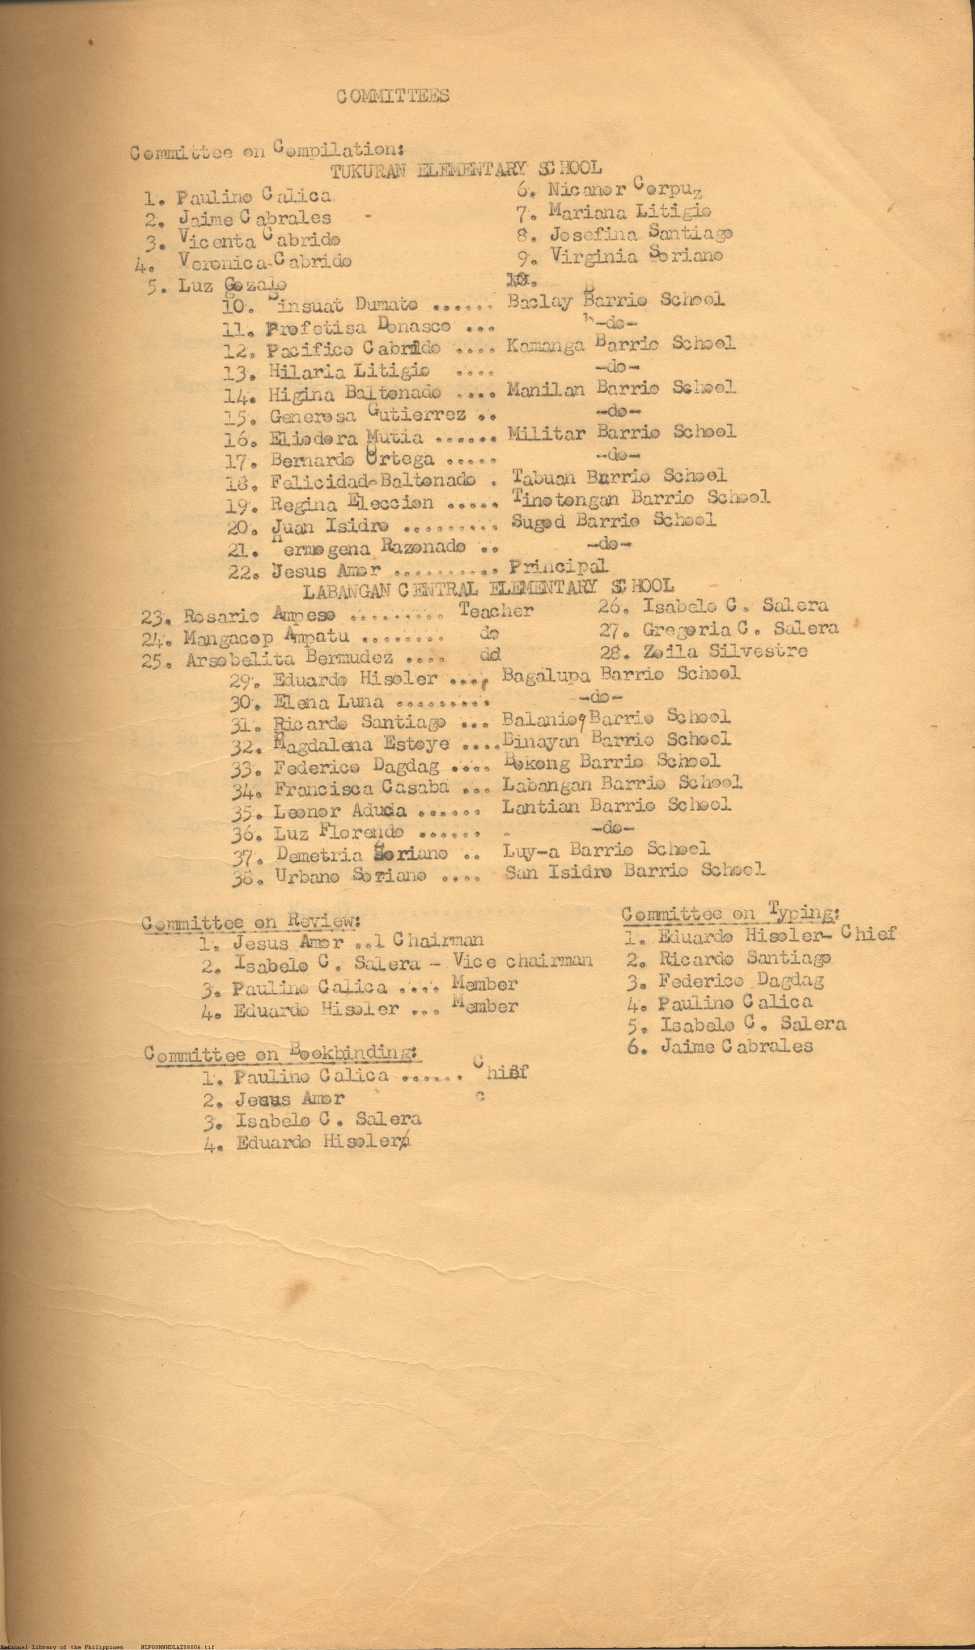 COMMITTEES
Committee on Compilation:
TUKURAN ELEMENTARY SCHOOL
1. Paulino Calica
2. Jaime Cabrales -
3. Vicenta Cabrido
4. Veronica Cabrido
5. Luz Gozalo
6. Nicanor Corpuz
7. Mariana Litigio
8. Josefina Santiago
9. Virginia Soriano
10. Pinsuat Dumato ...... Baclay Barrio School
11. Profetisa Donasco ... -do-
12. Pacifico Cabrido .... Kamanga Barrio School
13. Hilaria Litigio .... -do-
14. Higina Baltonado .... Manilan Barrio School
15. Generosa Gutierrez .. -do-
16. Eliodora Mutia ...... Militar Barrio School
17. Bernardo Ortega ..... -do-
18. Felicidad Baltonado . Tabuan Barrio School
19. Regina Eleccion ..... Tinotongan Barrio School
20. Juan Isidro ......... Sugod Barrio School
21. Hermogena Razonado .. -do-
22. Jesus Amor .......... Principal
LABANGAN CENTRAL ELEMENTARY SCHOOL
23. Rosario Ampeso ......... Teacher
24. Mangacop Ampatu ........ do
25. Arsobelita Bermudez .... dd
26. Isabelo C. Salera
27. Gregoria C. Salera
28. Zoila Silvestre
29. Eduardo Hisoler .... Bagalupa Barrio School
30. Elena Luna ......... -do-
31. Ricardo Santiago ... Balanio, Barrio School
32. Magdalena Estoye ....Binayan Barrio School
33. Federico Dagdag .... Bokong Barrio School
34. Francisca Casaba ... Labangan Barrio School
35. Leonor Aduca ...... Lantian Barrio School
36. Luz Florendo ...... . -do-
37. Demetria Soriano .. Luy-a Barrio School
38. Urbano Soriano .... San Isidro Barrio School
Committee on Review:
1. Jesus Amor ..l Chairman
2. Isabelo C. Salera - Vice chairman
3. Paulino Calica .... Member
4. Eduardo Hisoler ... Member
Committee on Typing:
1. Eduardo Hisoler- Chief
2. Ricardo Santiago
3. Federico Dagdag
4. Paulino Calica
5. Isabelo C. Salera
6. Jaime Cabrales
Committee on Bookbinding:
1. Paulino Calica ...... Chief
2. Jesus Amor
3. Isabelo C. Salera
4. Eduardo Hisoler
National Library of the Philippines